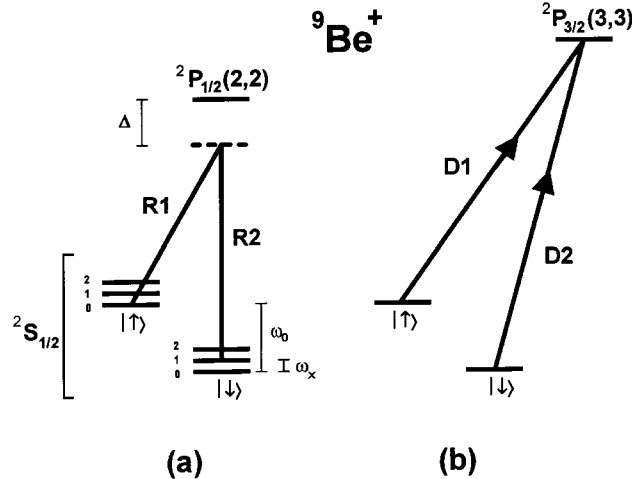 ⁹Be⁺
²P₁/₂(2,2)
Δ
R1
R2
2
1
0
|↑⟩
²S₁/₂
2
1
0
|↓⟩
ω₀
ωₓ
(a)
²P₃/₂(3,3)
D1
D2
|↑⟩
|↓⟩
(b)